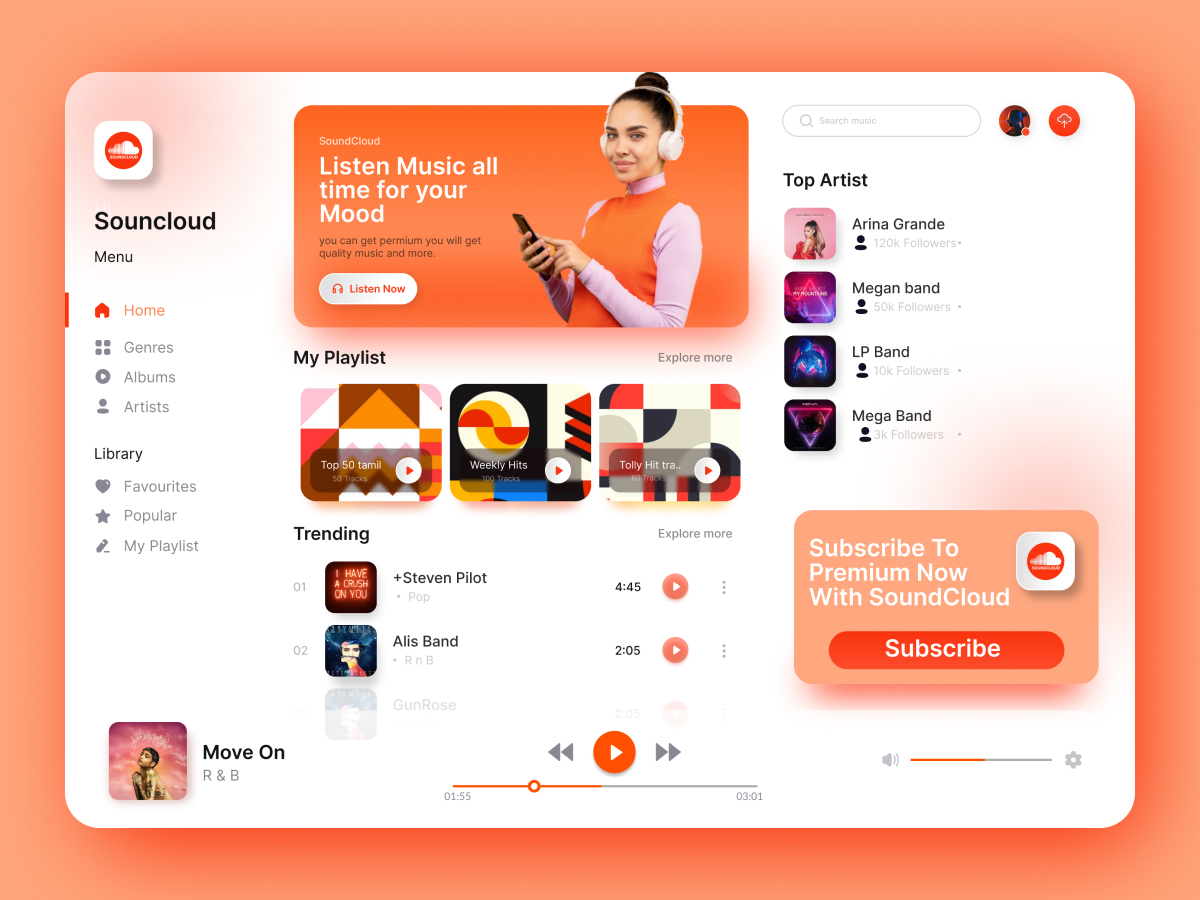 SOUNDCLOUD
Souncloud
Menu
Home
Genres
Albums
Artists
Library
Favourites
Popular
My Playlist
SoundCloud
Listen Music all
time for your
Mood
you can get permium you will get
quality music and more.
Listen Now
My Playlist
Explore more
Top 50 tamil
50 Tracks
Weekly Hits
100 Tracks
Tolly Hit tra..
60 Tracks
Trending
Explore more
01
I HAVE
A CRUSH
ON YOU
+Steven Pilot
• Pop
4:45
02
Alis Band
• R n B
2:05
03
GunRose
2:05
Search music
Top Artist
Arina Grande
120k Followers•
Megan band
50k Followers •
LP Band
10k Followers •
Mega Band
3k Followers •
Subscribe To
Premium Now
With SoundCloud
SOUNDCLOUD
Subscribe
Move On
R & B
01:55
03:01